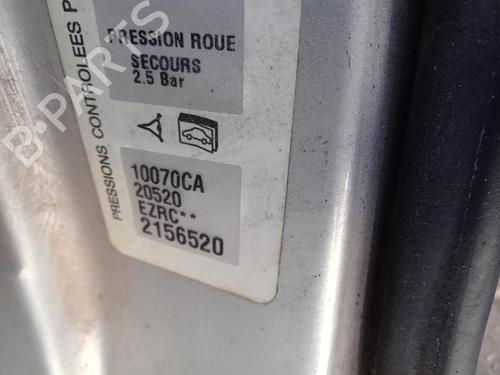 PRESSIONS CONTROLEES P
PRESSION ROUE
SECOURS
2.5 Bar
10070CA
20520
EZRC**
2156520
B-PARTS